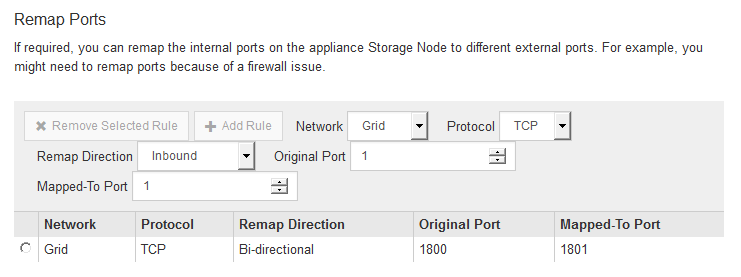 Remap Ports
If required, you can remap the internal ports on the appliance Storage Node to different external ports. For example, you
might need to remap ports because of a firewall issue.
Remove Selected Rule Add Rule Network Grid Protocol TCP
Remap Direction Inbound Original Port 1
Mapped-To Port 1
Network Protocol Remap Direction Original Port Mapped-To Port
Grid TCP Bi-directional 1800 1801